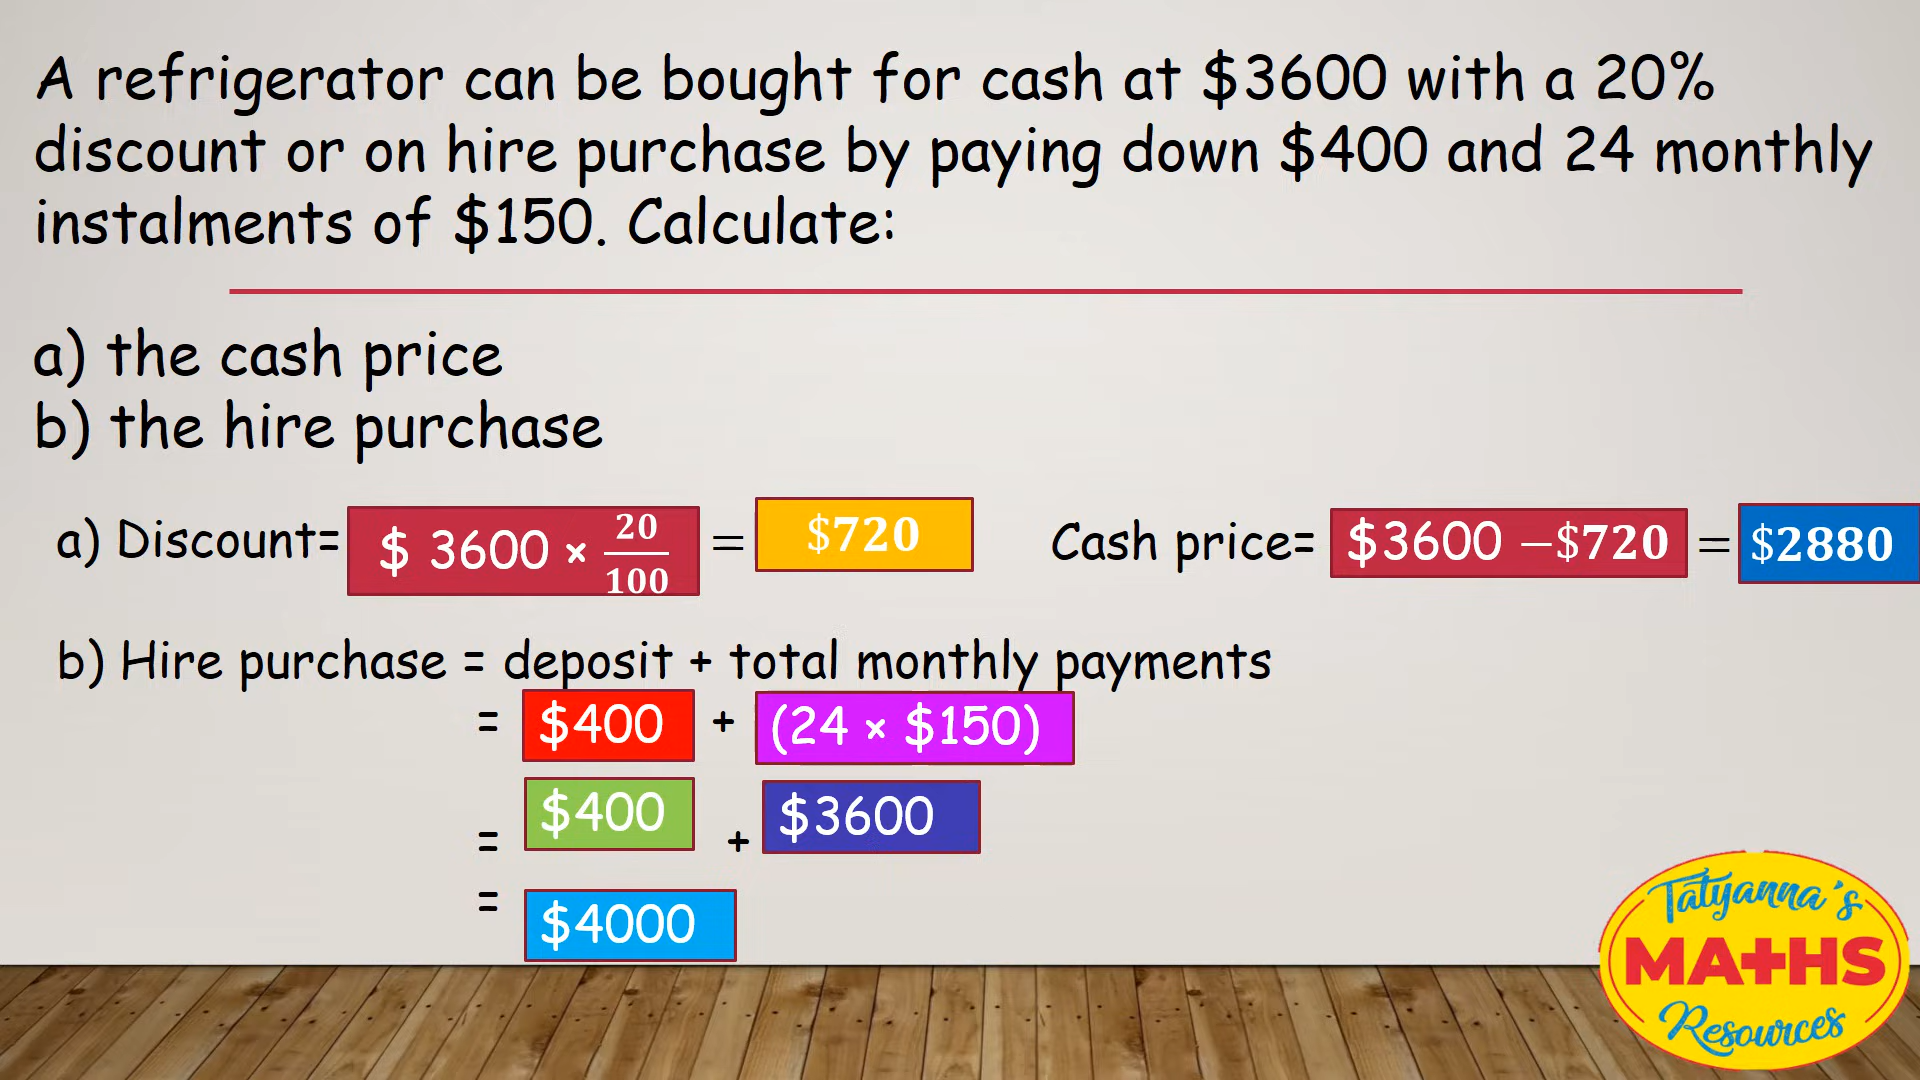 A refrigerator can be bought for cash at $3600 with a 20%
discount or on hire purchase by paying down $400 and 24 monthly
instalments of $150. Calculate:
a) the cash price
b) the hire purchase
a) Discount= $ 3600 × 20/100 = $720 Cash price= $3600 −$720 = $2880
b) Hire purchase = deposit + total monthly payments
= $400 + (24 × $150)
= $400 + $3600
= $4000
Tatyanna's
MATHS
Resources